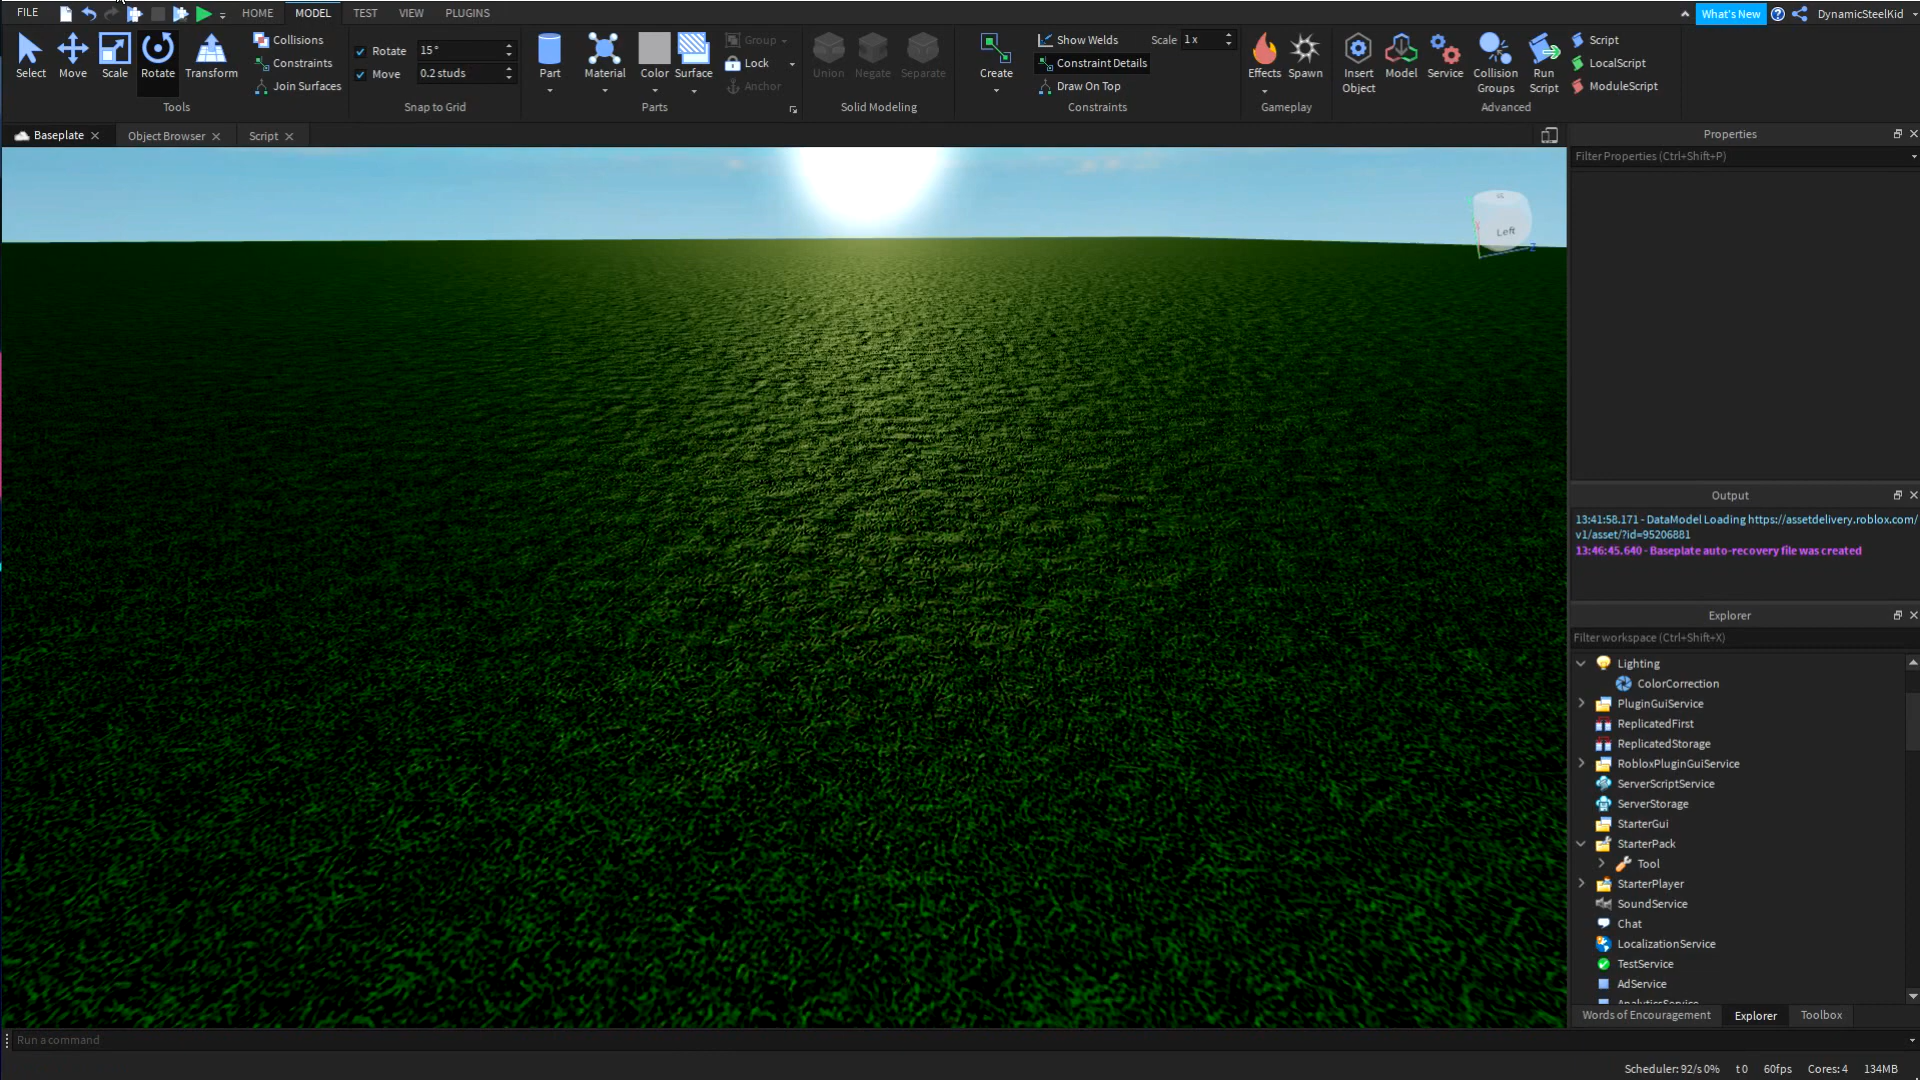 FILE HOME MODEL TEST VIEW PLUGINS What's New DynamicSteelKid
Select Move Scale Rotate Transform
Collisions
Constraints
Join Surfaces
Tools
Rotate 15°
Move 0.2 studs
Snap to Grid
Part Material Color Surface
Group
Lock
Anchor
Parts
Union Negate Separate
Solid Modeling
Create
Show Welds Scale 1 x
Constraint Details
Draw On Top
Constraints
Effects Spawn
Gameplay
Insert Object
Model
Service
Collision Groups
Run Script
Script
LocalScript
ModuleScript
Advanced
Baseplate Object Browser Script
Left
Z
Properties
Filter Properties (Ctrl+Shift+P)
Output
13:41:58.171 - DataModel Loading https://assetdelivery.roblox.com/
v1/asset/?id=95206881
13:46:45.640 - Baseplate auto-recovery file was created
Explorer
Filter workspace (Ctrl+Shift+X)
Lighting
ColorCorrection
PluginGuiService
ReplicatedFirst
ReplicatedStorage
RobloxPluginGuiService
ServerScriptService
ServerStorage
StarterGui
StarterPack
Tool
StarterPlayer
SoundService
Chat
LocalizationService
TestService
AdService
AnalyticsService
Words of Encouragement Explorer Toolbox
Run a command
Scheduler: 92/s 0% t 0 60fps Cores: 4 134MB